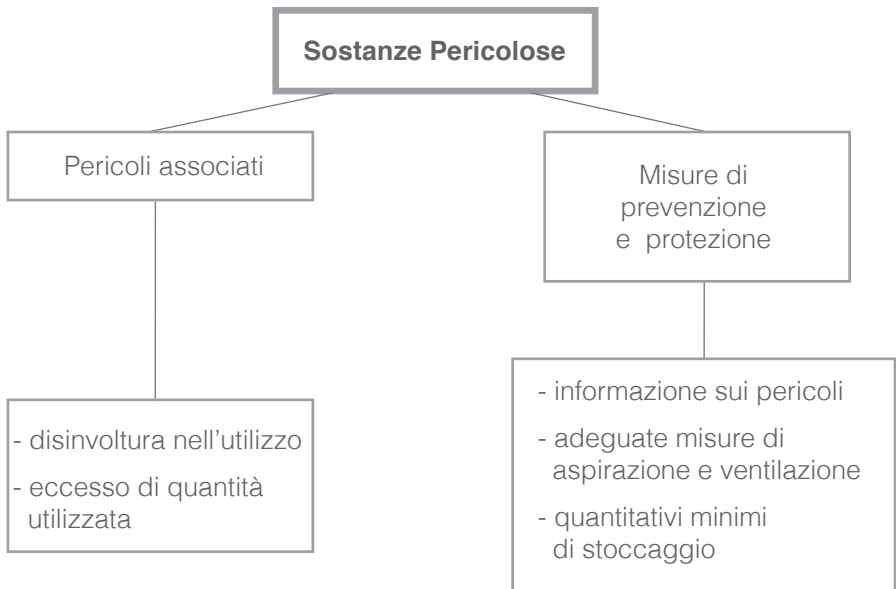 Sostanze Pericolose
Pericoli associati
Misure di
prevenzione
e protezione
- disinvoltura nell'utilizzo
- eccesso di quantità
utilizzata
- informazione sui pericoli
- adeguate misure di
aspirazione e ventilazione
- quantitativi minimi
di stoccaggio